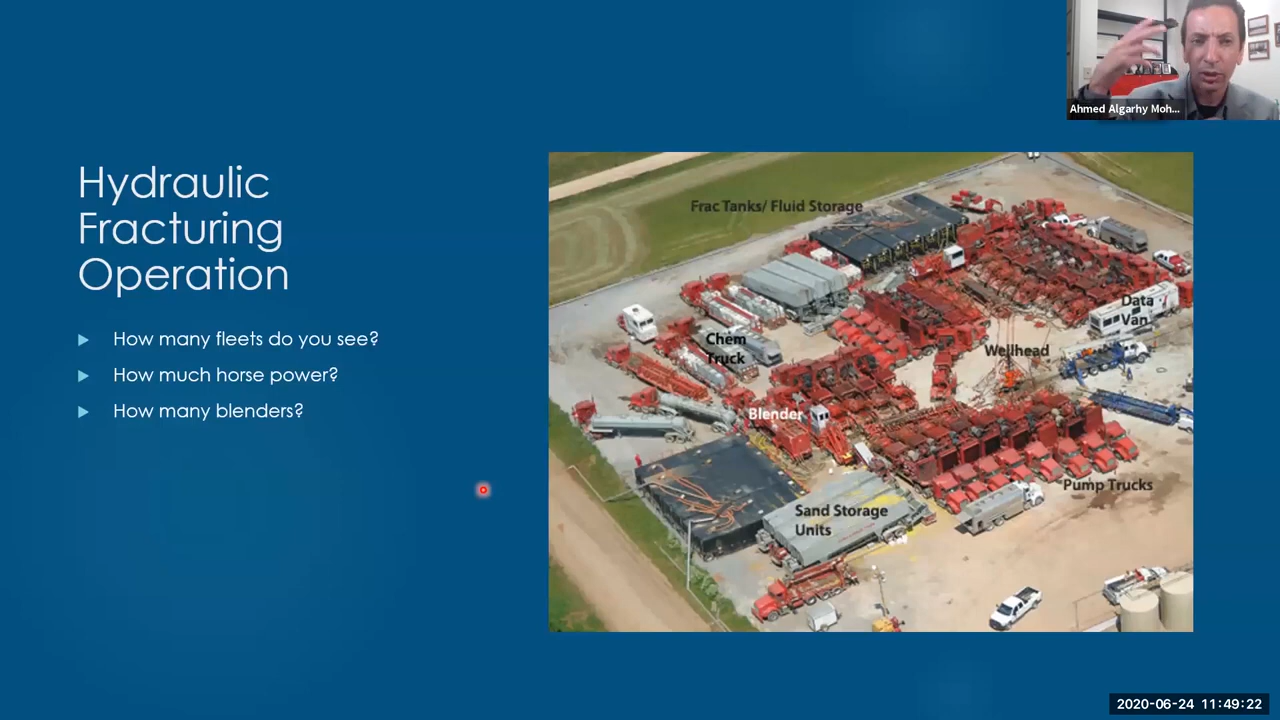 Ahmed Algarhy Moh...
Hydraulic
Fracturing
Operation
How many fleets do you see?
How much horse power?
How many blenders?
Frac Tanks/ Fluid Storage
Data
Van
Chem
Truck
Wellhead
Blender
Pump Trucks
Sand Storage
Units
2020-06-24 11:49:22